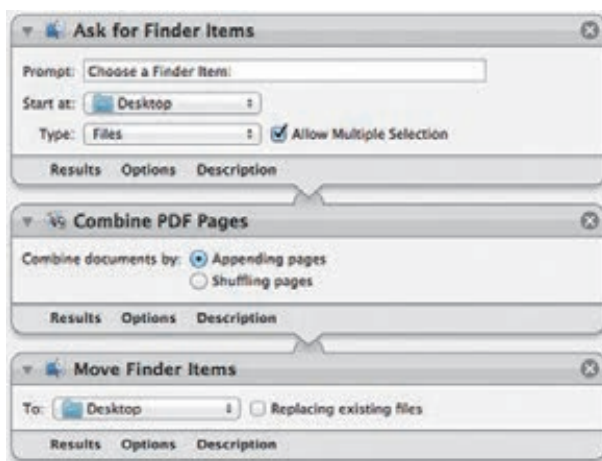 Ask for Finder Items
Prompt: Choose a Finder Item:
Start at: Desktop
Type: Files Allow Multiple Selection
Results Options Description
Combine PDF Pages
Combine documents by: Appending pages
Shuffling pages
Results Options Description
Move Finder Items
To: Desktop Replacing existing files
Results Options Description